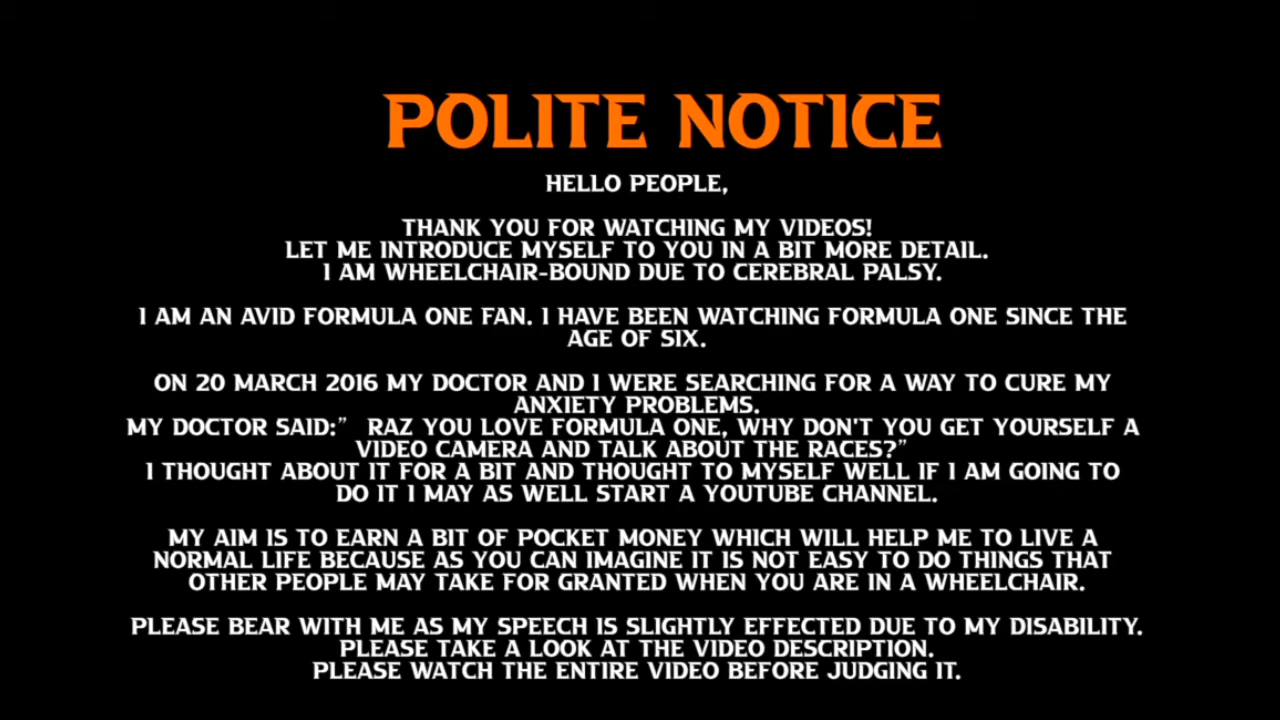 POLITE NOTICE
HELLO PEOPLE,
THANK YOU FOR WATCHING MY VIDEOS!
LET ME INTRODUCE MYSELF TO YOU IN A BIT MORE DETAIL.
I AM WHEELCHAIR-BOUND DUE TO CEREBRAL PALSY.
I AM AN AVID FORMULA ONE FAN. I HAVE BEEN WATCHING FORMULA ONE SINCE THE
AGE OF SIX.
ON 20 MARCH 2016 MY DOCTOR AND I WERE SEARCHING FOR A WAY TO CURE MY
ANXIETY PROBLEMS.
MY DOCTOR SAID:”  RAZ YOU LOVE FORMULA ONE, WHY DON'T YOU GET YOURSELF A
VIDEO CAMERA AND TALK ABOUT THE RACES?”
I THOUGHT ABOUT IT FOR A BIT AND THOUGHT TO MYSELF WELL IF I AM GOING TO
DO IT I MAY AS WELL START A YOUTUBE CHANNEL.
MY AIM IS TO EARN A BIT OF POCKET MONEY WHICH WILL HELP ME TO LIVE A
NORMAL LIFE BECAUSE AS YOU CAN IMAGINE IT IS NOT EASY TO DO THINGS THAT
OTHER PEOPLE MAY TAKE FOR GRANTED WHEN YOU ARE IN A WHEELCHAIR.
PLEASE BEAR WITH ME AS MY SPEECH IS SLIGHTLY EFFECTED DUE TO MY DISABILITY.
PLEASE TAKE A LOOK AT THE VIDEO DESCRIPTION.
PLEASE WATCH THE ENTIRE VIDEO BEFORE JUDGING IT.